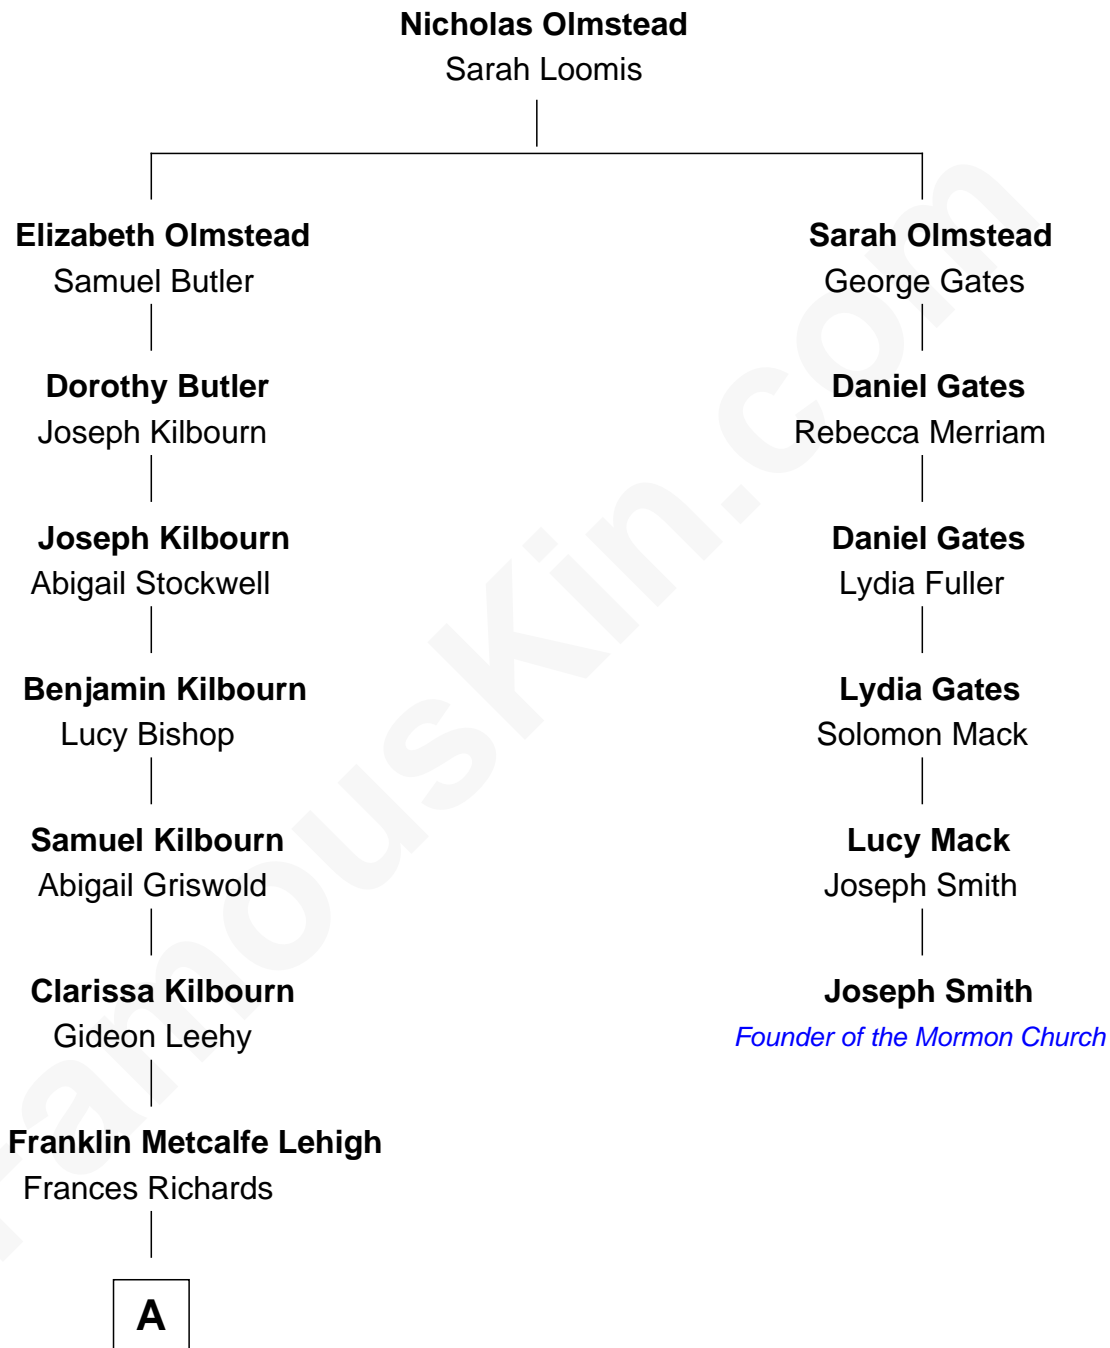 Nicholas Olmstead
Sarah Loomis
Elizabeth Olmstead
Samuel Butler
Sarah Olmstead
George Gates
Dorothy Butler
Joseph Kilbourn
Daniel Gates
Rebecca Merriam
Joseph Kilbourn
Abigail Stockwell
Daniel Gates
Lydia Fuller
Benjamin Kilbourn
Lucy Bishop
Lydia Gates
Solomon Mack
Samuel Kilbourn
Abigail Griswold
Lucy Mack
Joseph Smith
Clarissa Kilbourn
Gideon Leehy
Joseph Smith
Founder of the Mormon Church
Franklin Metcalfe Lehigh
Frances Richards
A
FamousKin.com